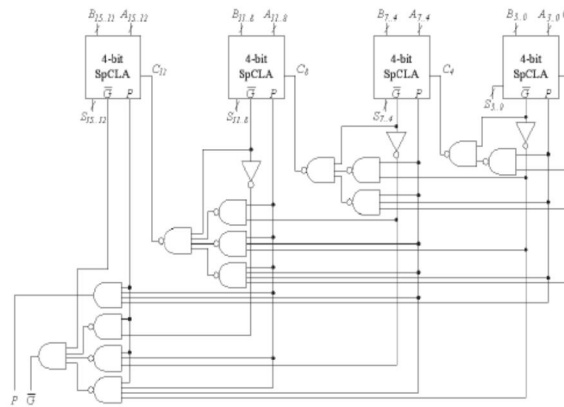 B15..11 A15..12 B11..8 A11..8 B7..4 A7..4 B3..0 A3..0 C
4-bit SpCLA 4-bit SpCLA 4-bit SpCLA 4-bit SpCLA
C12 C8 C4
G P G P G P G P
S15..12 S11..8 S7..4 S3..0
P G